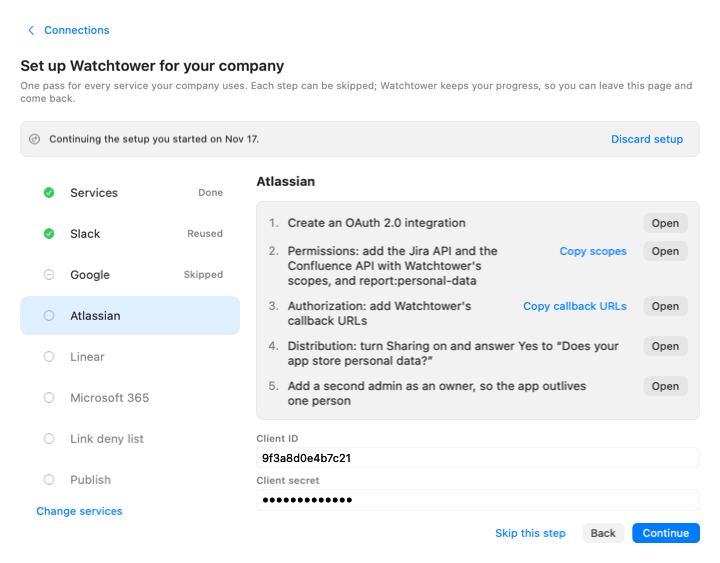 Connections
Set up Watchtower for your company
One pass for every service your company uses. Each step can be skipped; Watchtower keeps your progress, so you can leave this page and
come back.
Continuing the setup you started on Nov 17.
Discard setup
Services
Done
Slack
Reused
Google
Skipped
Atlassian
Linear
Microsoft 365
Link deny list
Publish
Change services
Atlassian
1. Create an OAuth 2.0 integration
Open
2. Permissions: add the Jira API and the
Confluence API with Watchtower's
scopes, and report:personal-data
Copy scopes
Open
3. Authorization: add Watchtower's
callback URLs
Copy callback URLs
Open
4. Distribution: turn Sharing on and answer Yes to “Does your
app store personal data?”
Open
5. Add a second admin as an owner, so the app outlives
one person
Open
Client ID
9f3a8d0e4b7c21
Client secret
•••••••••••••
Skip this step
Back
Continue